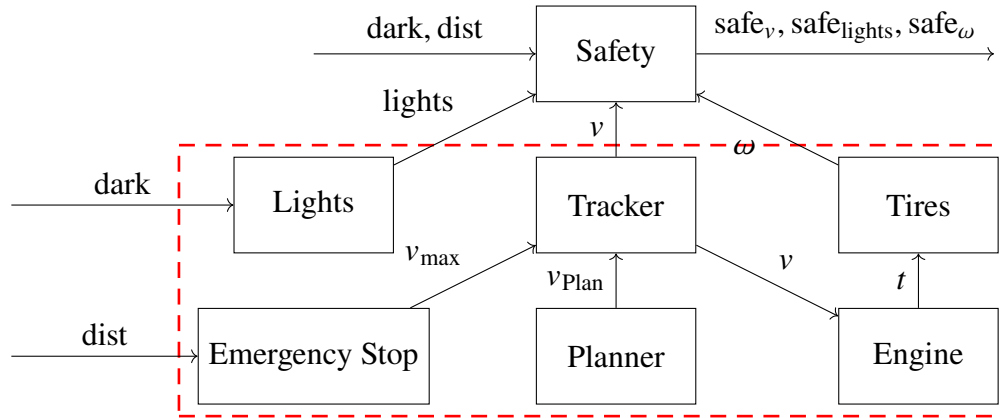 dark, dist
Safety
safe_v, safe_lights, safe_ω
lights
v
ω
dark
Lights
Tracker
Tires
v_max
v_Plan
v
t
dist
Emergency Stop
Planner
Engine